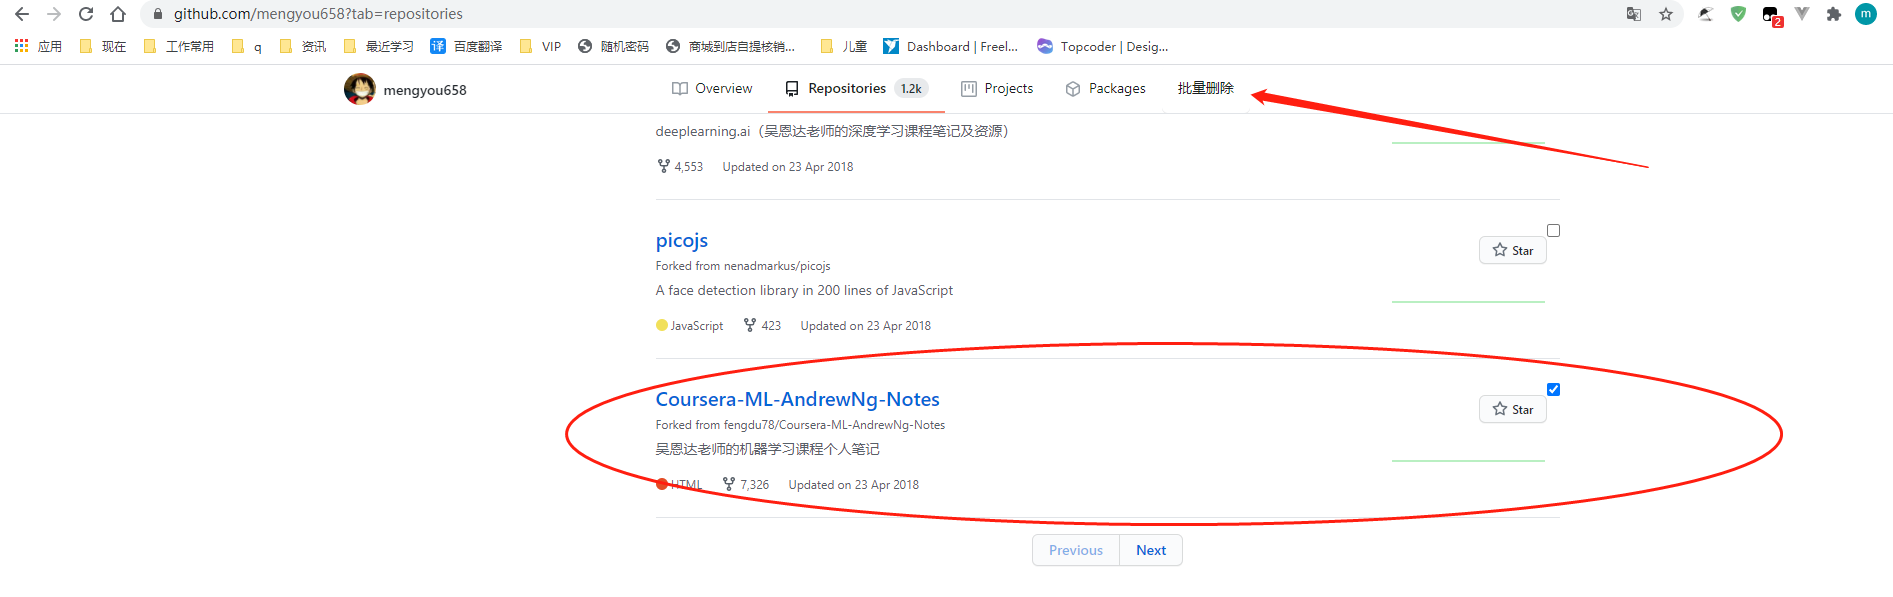 github.com/mengyou658?tab=repositories
2
m
应用 现在 工作常用 q 资讯 最近学习 译 百度翻译 VIP 随机密码 商城到店自提核销... 儿童 Dashboard | Freel... Topcoder | Desig...
mengyou658 Overview Repositories 1.2k Projects Packages 批量删除
deeplearning.ai（吴恩达老师的深度学习课程笔记及资源）
4,553 Updated on 23 Apr 2018
picojs
Star
Forked from nenadmarkus/picojs
A face detection library in 200 lines of JavaScript
JavaScript 423 Updated on 23 Apr 2018
Coursera-ML-AndrewNg-Notes
Star
Forked from fengdu78/Coursera-ML-AndrewNg-Notes
吴恩达老师的机器学习课程个人笔记
HTML 7,326 Updated on 23 Apr 2018
Previous Next